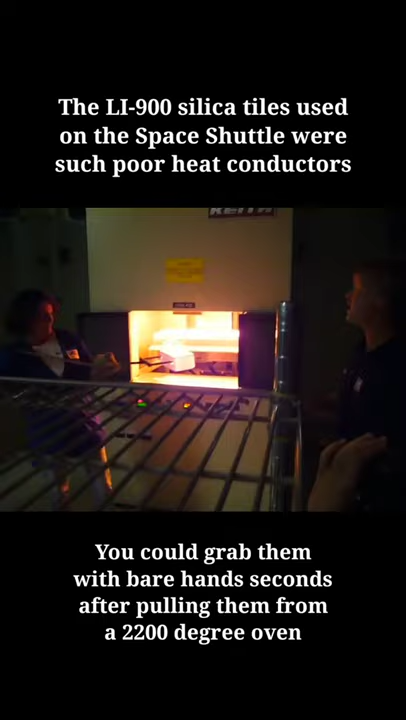 The LI-900 silica tiles used
on the Space Shuttle were
such poor heat conductors
KEITH
You could grab them
with bare hands seconds
after pulling them from
a 2200 degree oven